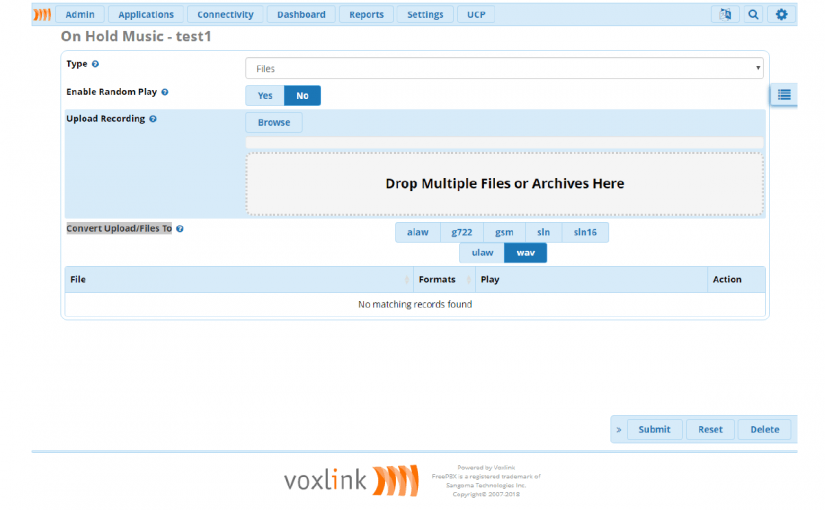 Admin Applications Connectivity Dashboard Reports Settings UCP
On Hold Music - test1
Type
Files
Enable Random Play
Yes No
Upload Recording
Browse
Drop Multiple Files or Archives Here
Convert Upload/Files To
alaw g722 gsm sln sln16
ulaw wav
File Formats Play Action
No matching records found
» Submit Reset Delete
voxlink
Powered by Voxlink
FreePBX is a registered trademark of
Sangoma Technologies Inc.
Copyright© 2007-2018